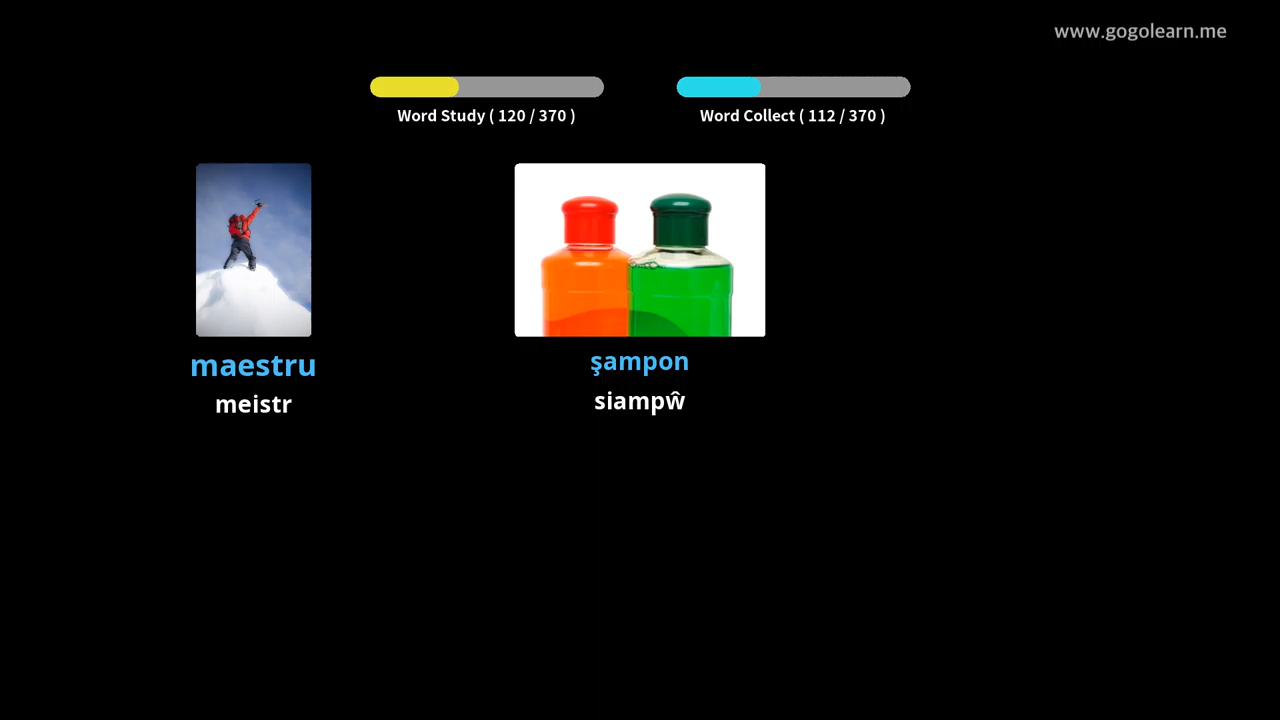 www.gogolearn.me
Word Study ( 120 / 370 )
Word Collect ( 112 / 370 )
maestru
meistr
şampon
siampŵ